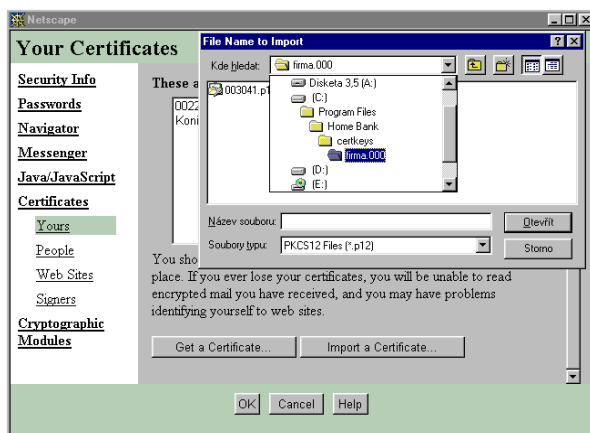 Netscape
Your Certificates
Security Info
Passwords
Navigator
Messenger
Java/JavaScript
Certificates
Yours
People
Web Sites
Signers
Cryptographic
Modules
These a
0022
Koni
File Name to Import
Kde hledat:
firma.000
003041.p1
Disketa 3,5 (A:)
(C:)
Program Files
Home Bank
certkeys
firma.000
(D:)
(E:)
Název souboru:
Otevřít
Soubory typu:
PKCS12 Files (*.p12)
Storno
You sho
place. If you ever lose your certificates, you will be unable to read
encrypted mail you have received, and you may have problems
identifying yourself to web sites.
Get a Certificate...
Import a Certificate...
OK
Cancel
Help